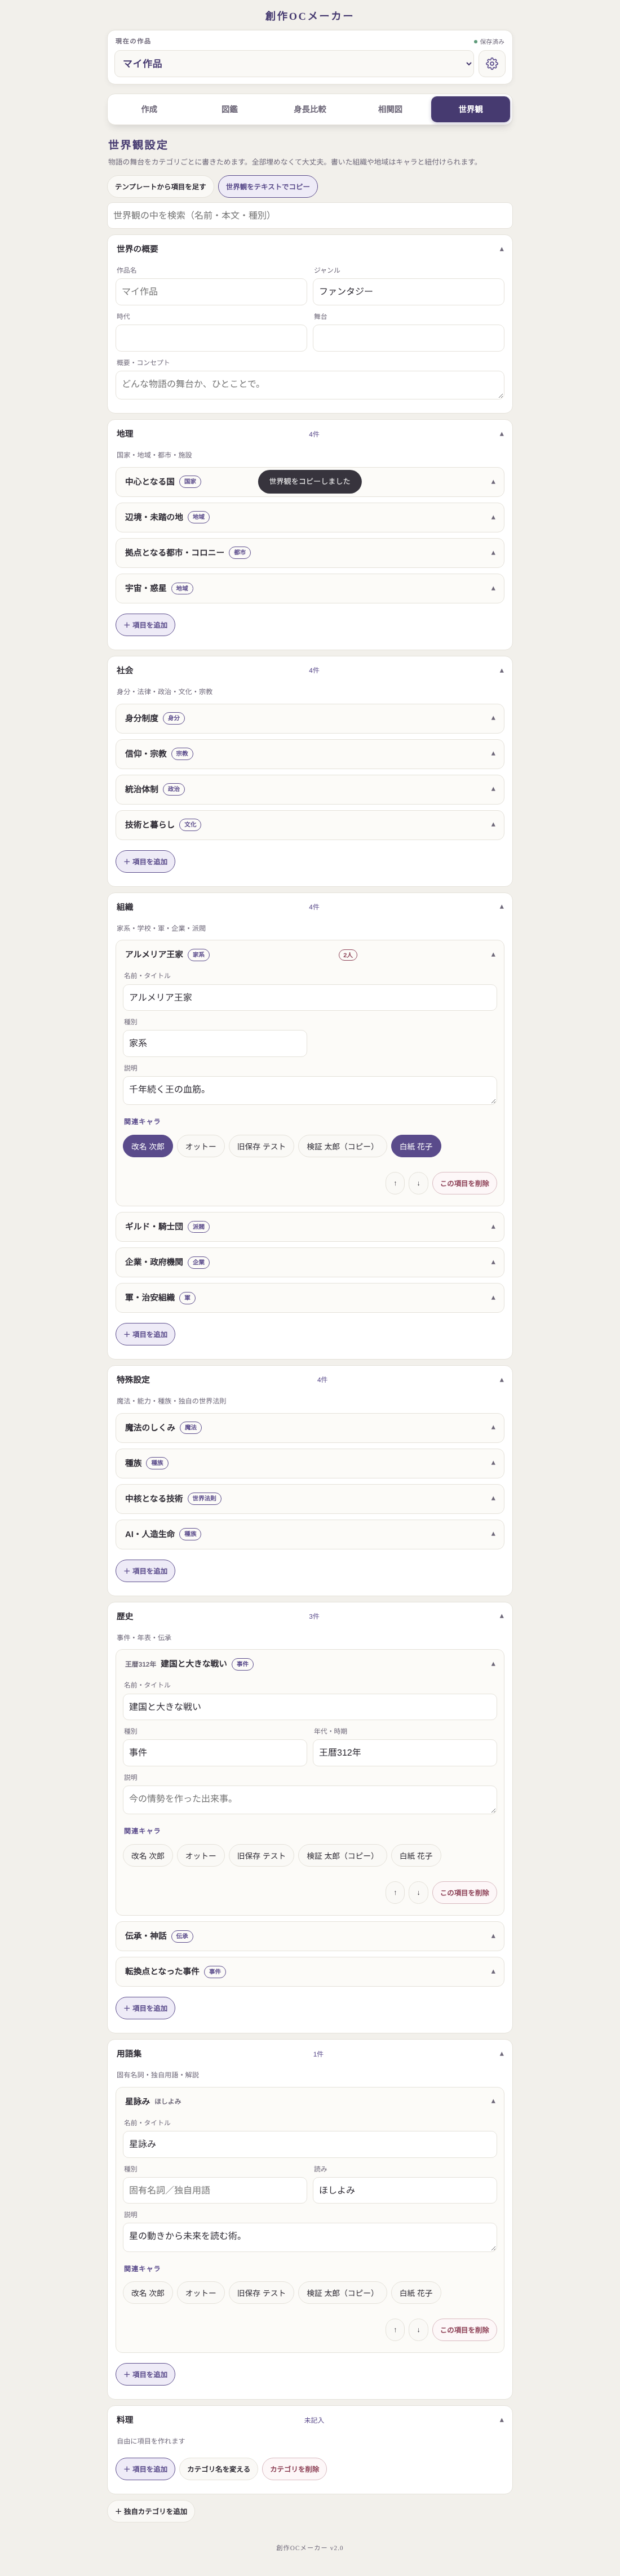 創作OCメーカー
現在の作品
保存済み
マイ作品
作成 図鑑 身長比較 相関図 世界観
世界観設定
物語の舞台をカテゴリごとに書きためます。全部埋めなくて大丈夫。書いた組織や地域はキャラと紐付けられます。
テンプレートから項目を足す 世界観をテキストでコピー
世界観の中を検索（名前・本文・種別）
世界の概要 ▲
作品名 ジャンル
マイ作品 ファンタジー
時代 舞台
概要・コンセプト
どんな物語の舞台か、ひとことで。
地理 4件 ▲
国家・地域・都市・施設
中心となる国 国家 ▲
世界観をコピーしました
辺境・未踏の地 地域 ▲
拠点となる都市・コロニー 都市 ▲
宇宙・惑星 地域 ▲
＋ 項目を追加
社会 4件 ▲
身分・法律・政治・文化・宗教
身分制度 身分 ▲
信仰・宗教 宗教 ▲
統治体制 政治 ▲
技術と暮らし 文化 ▲
＋ 項目を追加
組織 4件 ▲
家系・学校・軍・企業・派閥
アルメリア王家 家系 2人 ▲
名前・タイトル
アルメリア王家
種別
家系
説明
千年続く王の血筋。
関連キャラ
改名 次郎 オットー 旧保存 テスト 検証 太郎（コピー） 白紙 花子
↑ ↓ この項目を削除
ギルド・騎士団 派閥 ▲
企業・政府機関 企業 ▲
軍・治安組織 軍 ▲
＋ 項目を追加
特殊設定 4件 ▲
魔法・能力・種族・独自の世界法則
魔法のしくみ 魔法 ▲
種族 種族 ▲
中核となる技術 世界法則 ▲
AI・人造生命 種族 ▲
＋ 項目を追加
歴史 3件 ▲
事件・年表・伝承
王暦312年 建国と大きな戦い 事件 ▲
名前・タイトル
建国と大きな戦い
種別 年代・時期
事件 王暦312年
説明
今の情勢を作った出来事。
関連キャラ
改名 次郎 オットー 旧保存 テスト 検証 太郎（コピー） 白紙 花子
↑ ↓ この項目を削除
伝承・神話 伝承 ▲
転換点となった事件 事件 ▲
＋ 項目を追加
用語集 1件 ▲
固有名詞・独自用語・解説
星詠み ほしよみ ▲
名前・タイトル
星詠み
種別 読み
固有名詞／独自用語 ほしよみ
説明
星の動きから未来を読む術。
関連キャラ
改名 次郎 オットー 旧保存 テスト 検証 太郎（コピー） 白紙 花子
↑ ↓ この項目を削除
＋ 項目を追加
料理 未記入 ▲
自由に項目を作れます
＋ 項目を追加 カテゴリ名を変える カテゴリを削除
＋ 独自カテゴリを追加
創作OCメーカー v2.0